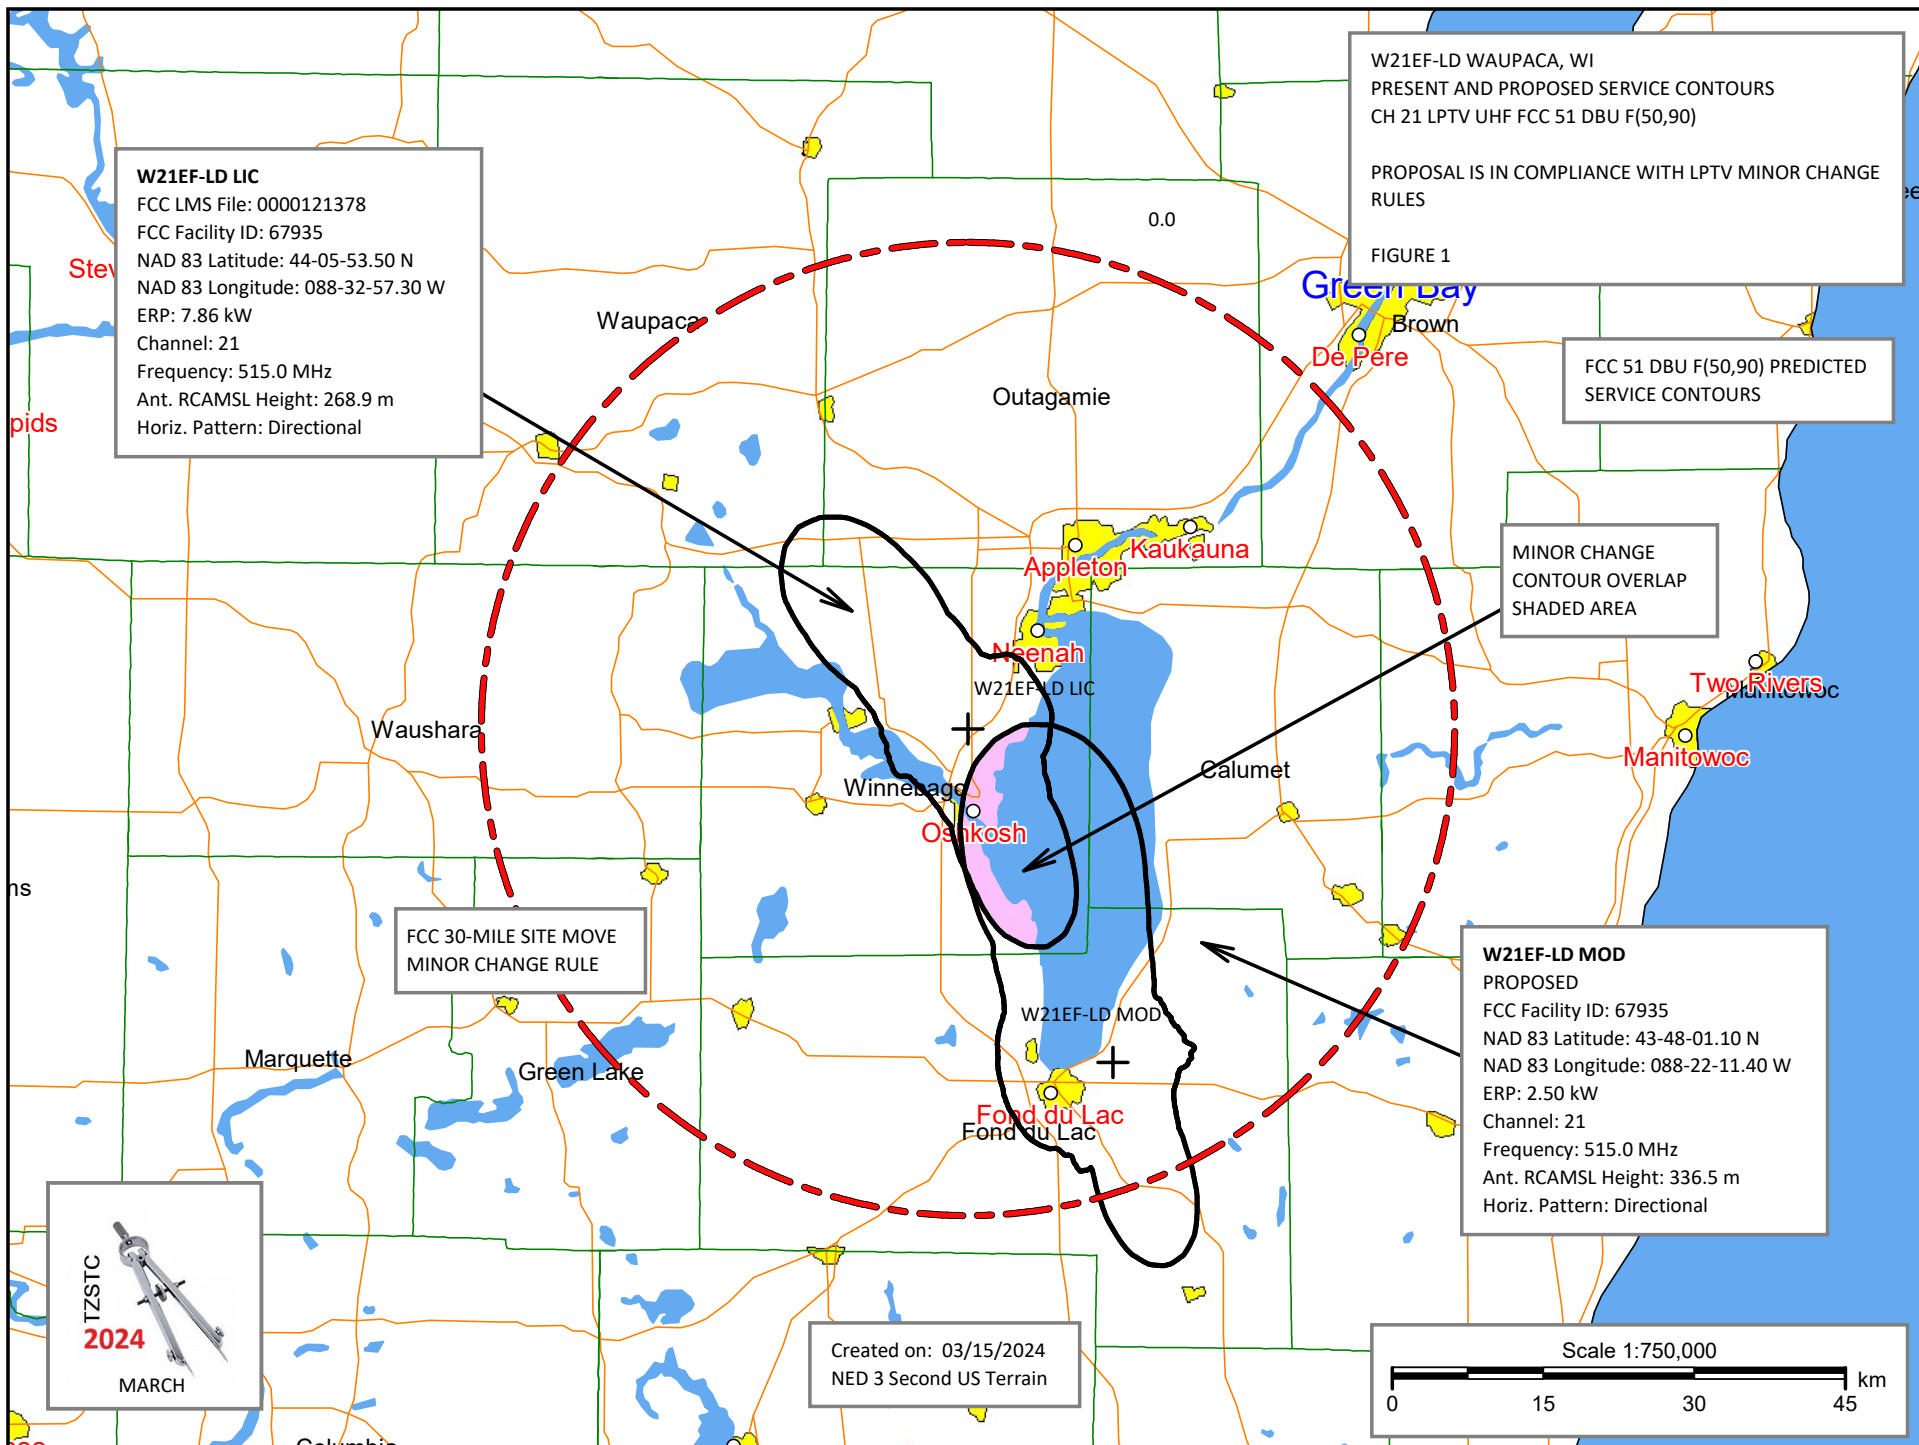 W21EF-LD WAUPACA, WI
PRESENT AND PROPOSED SERVICE CONTOURS
CH 21 LPTV UHF FCC 51 DBU F(50,90)
PROPOSAL IS IN COMPLIANCE WITH LPTV MINOR CHANGE
RULES
FIGURE 1
W21EF-LD LIC
FCC LMS File: 0000121378
FCC Facility ID: 67935
NAD 83 Latitude: 44-05-53.50 N
NAD 83 Longitude: 088-32-57.30 W
ERP: 7.86 kW
Channel: 21
Frequency: 515.0 MHz
Ant. RCAMSL Height: 268.9 m
Horiz. Pattern: Directional
0.0
Green Bay
Brown
De Pere
Waupaca
FCC 51 DBU F(50,90) PREDICTED
SERVICE CONTOURS
Outagamie
pids
Kaukauna
Appleton
MINOR CHANGE
CONTOUR OVERLAP
SHADED AREA
Neenah
W21EF-LD LIC
Two Rivers
Manitowoc
Waushara
Manitowoc
Calumet
Winnebago
Oshkosh
ns
FCC 30-MILE SITE MOVE
MINOR CHANGE RULE
W21EF-LD MOD
PROPOSED
FCC Facility ID: 67935
NAD 83 Latitude: 43-48-01.10 N
NAD 83 Longitude: 088-22-11.40 W
ERP: 2.50 kW
Channel: 21
Frequency: 515.0 MHz
Ant. RCAMSL Height: 336.5 m
Horiz. Pattern: Directional
W21EF-LD MOD
Marquette
Green Lake
Fond du Lac
Fond du Lac
TZSTC
2024
MARCH
Created on: 03/15/2024
NED 3 Second US Terrain
Scale 1:750,000
km
0 15 30 45